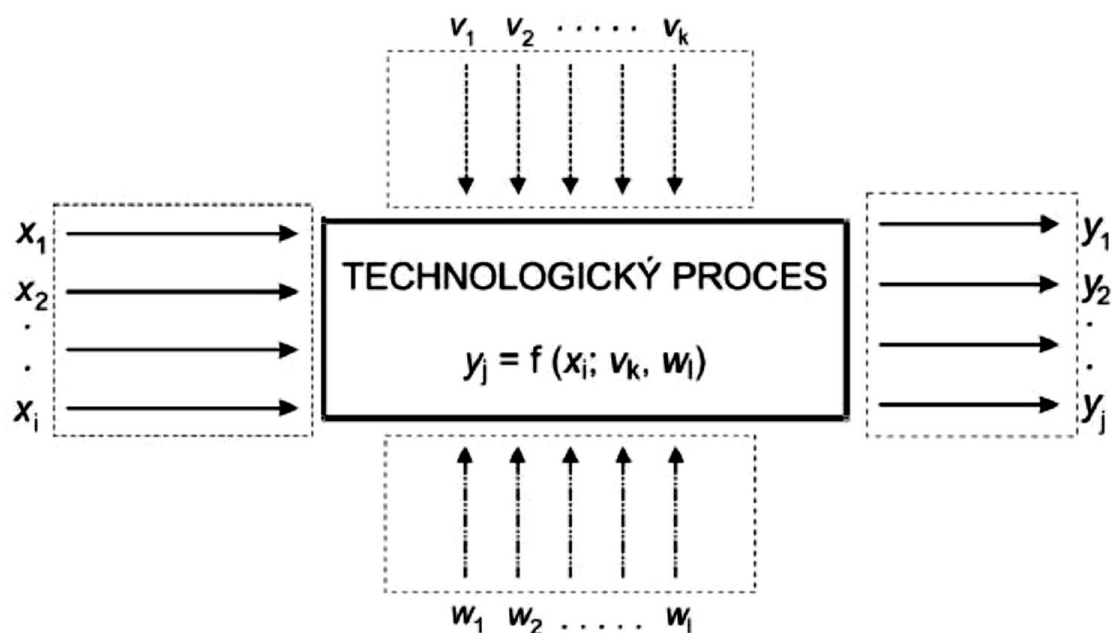 v1 v2 ..... vk
x1
x2
.
.
xi
TECHNOLOGICKÝ PROCES
yj = f (xi; vk, wl)
y1
y2
.
.
yj
w1 w2 ..... wl